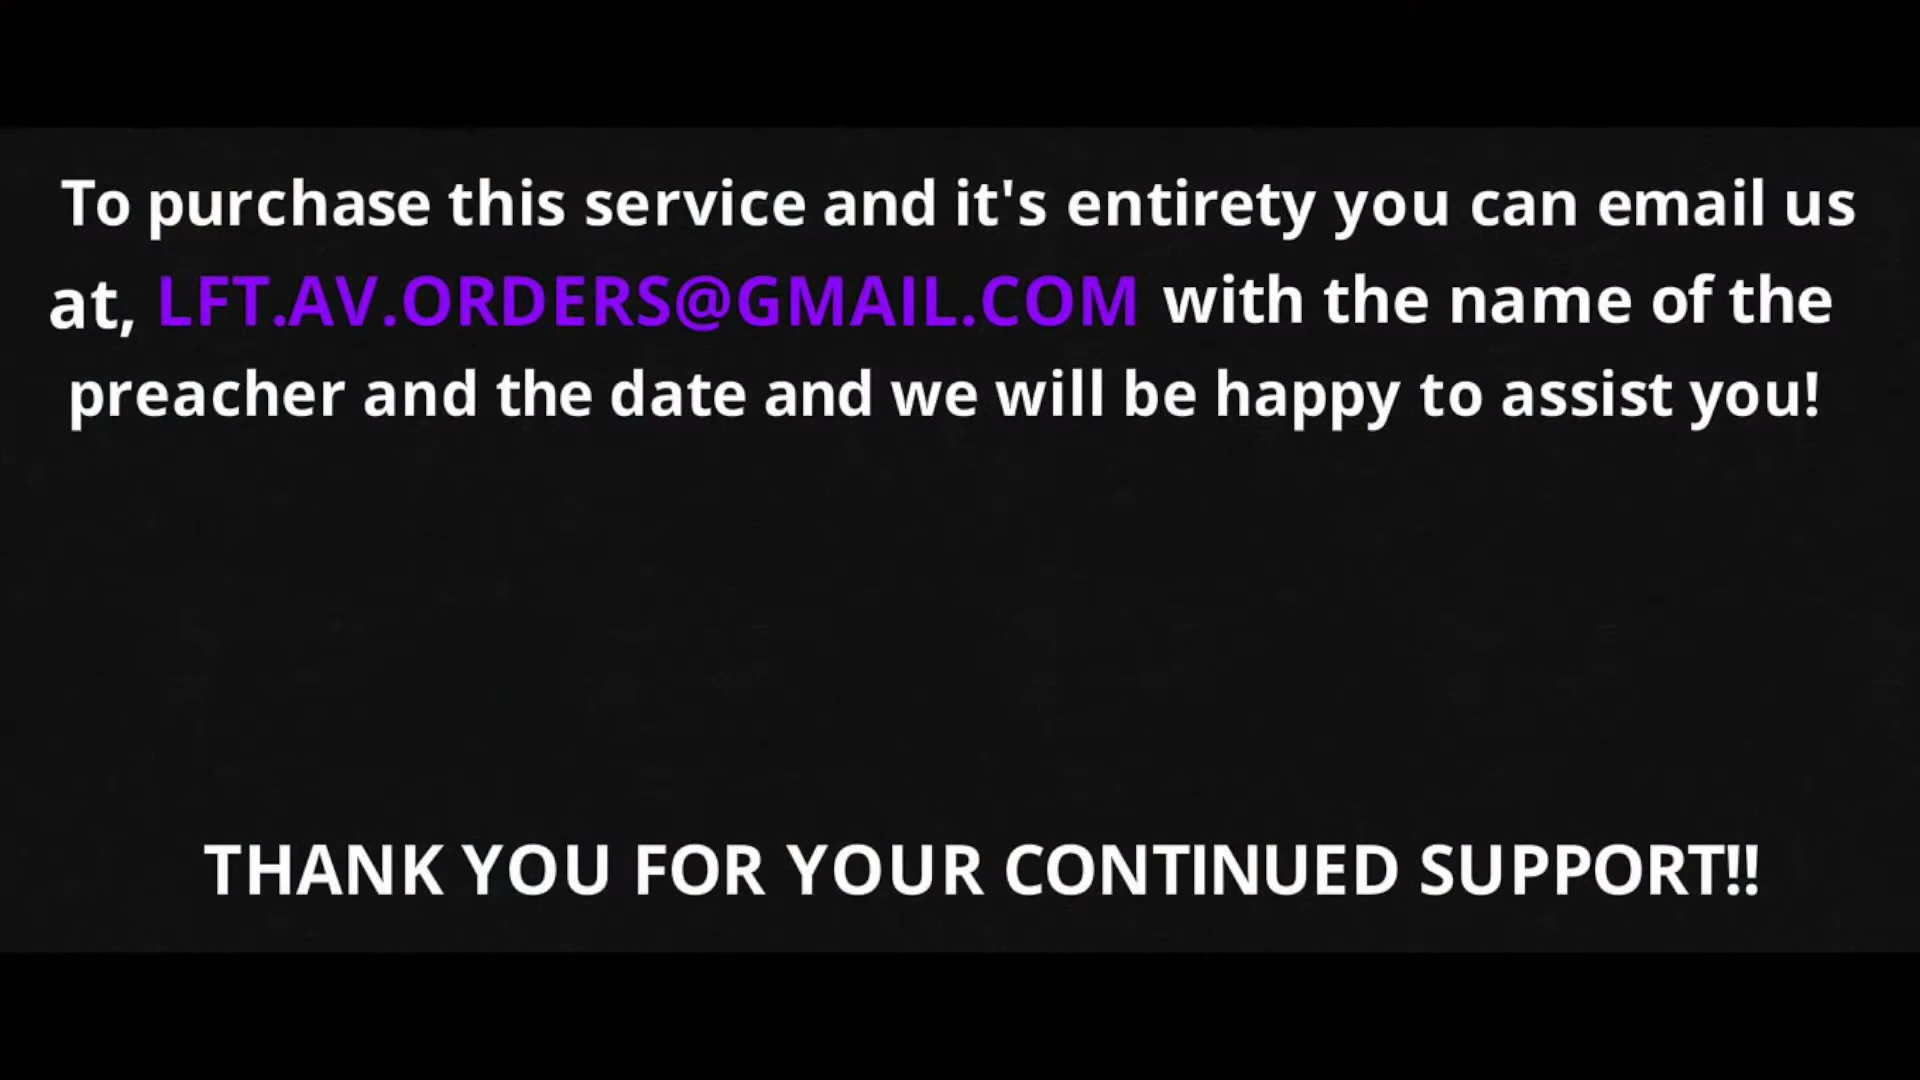 To purchase this service and it's entirety you can email us
at, LFT.AV.ORDERS@GMAIL.COM with the name of the
preacher and the date and we will be happy to assist you!
THANK YOU FOR YOUR CONTINUED SUPPORT!!